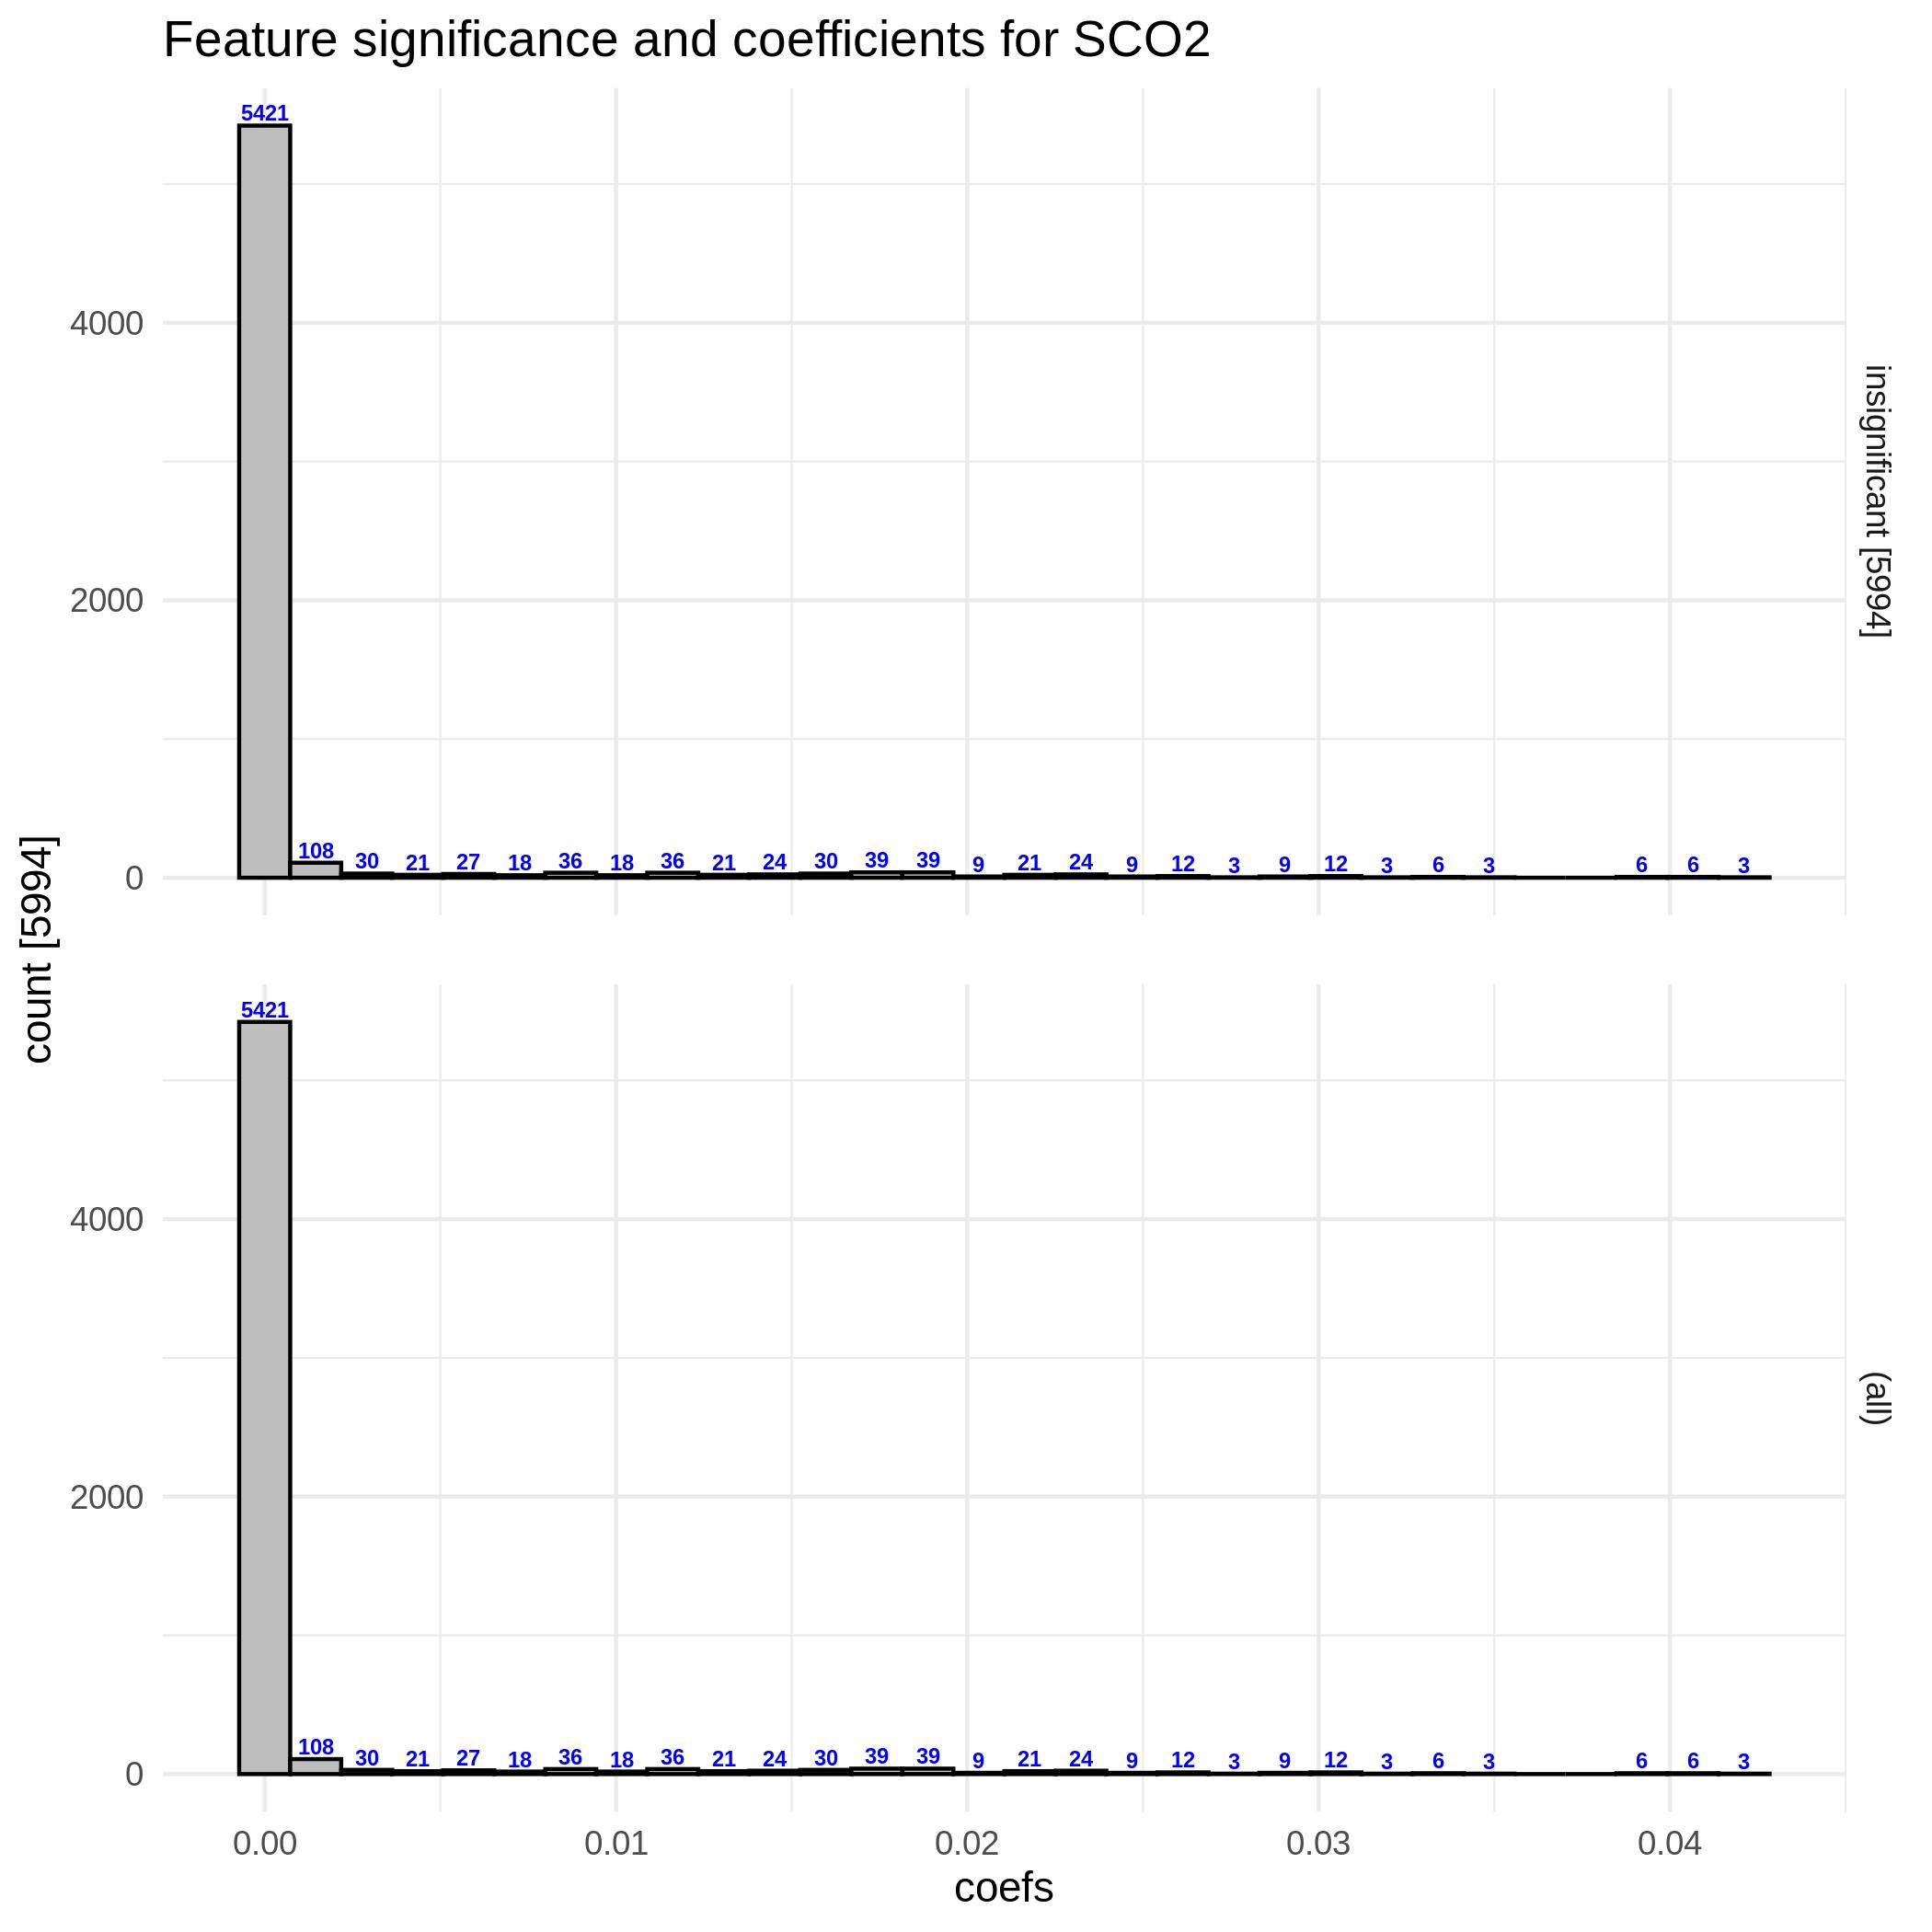 Feature significance and coefficients for SCO2
5421
4000
2000
0
108 30 21 27 18 36 18 36 21 24 30 39 39 9 21 24 9 12 3 9 12 3 6 3 6 6 3
insignificant [5994]
count [5994]
5421
4000
2000
0
108 30 21 27 18 36 18 36 21 24 30 39 39 9 21 24 9 12 3 9 12 3 6 3 6 6 3
(all)
0.00 0.01 0.02 0.03 0.04
coefs